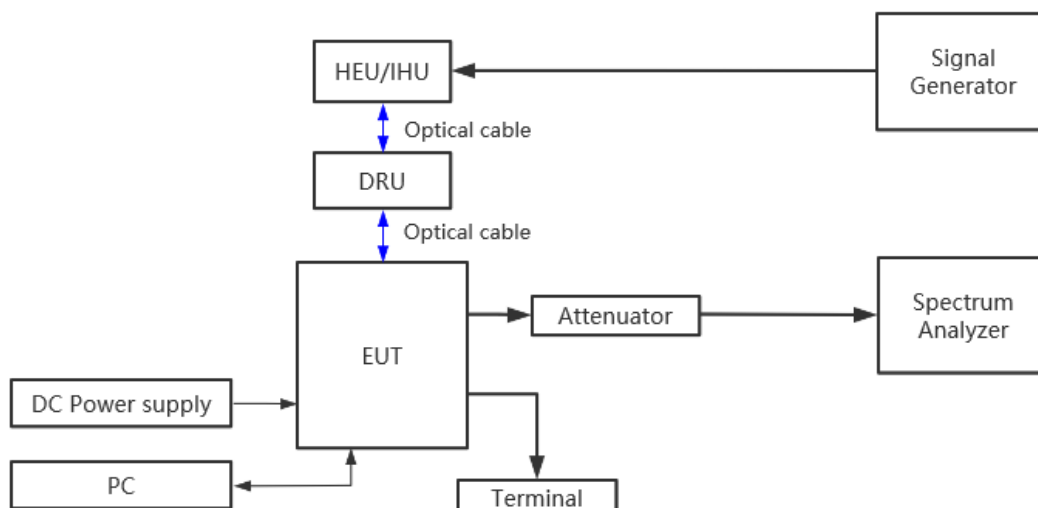 HEU/IHU
Signal
Generator
Optical cable
DRU
Optical cable
EUT
Attenuator
Spectrum
Analyzer
DC Power supply
PC
Terminal